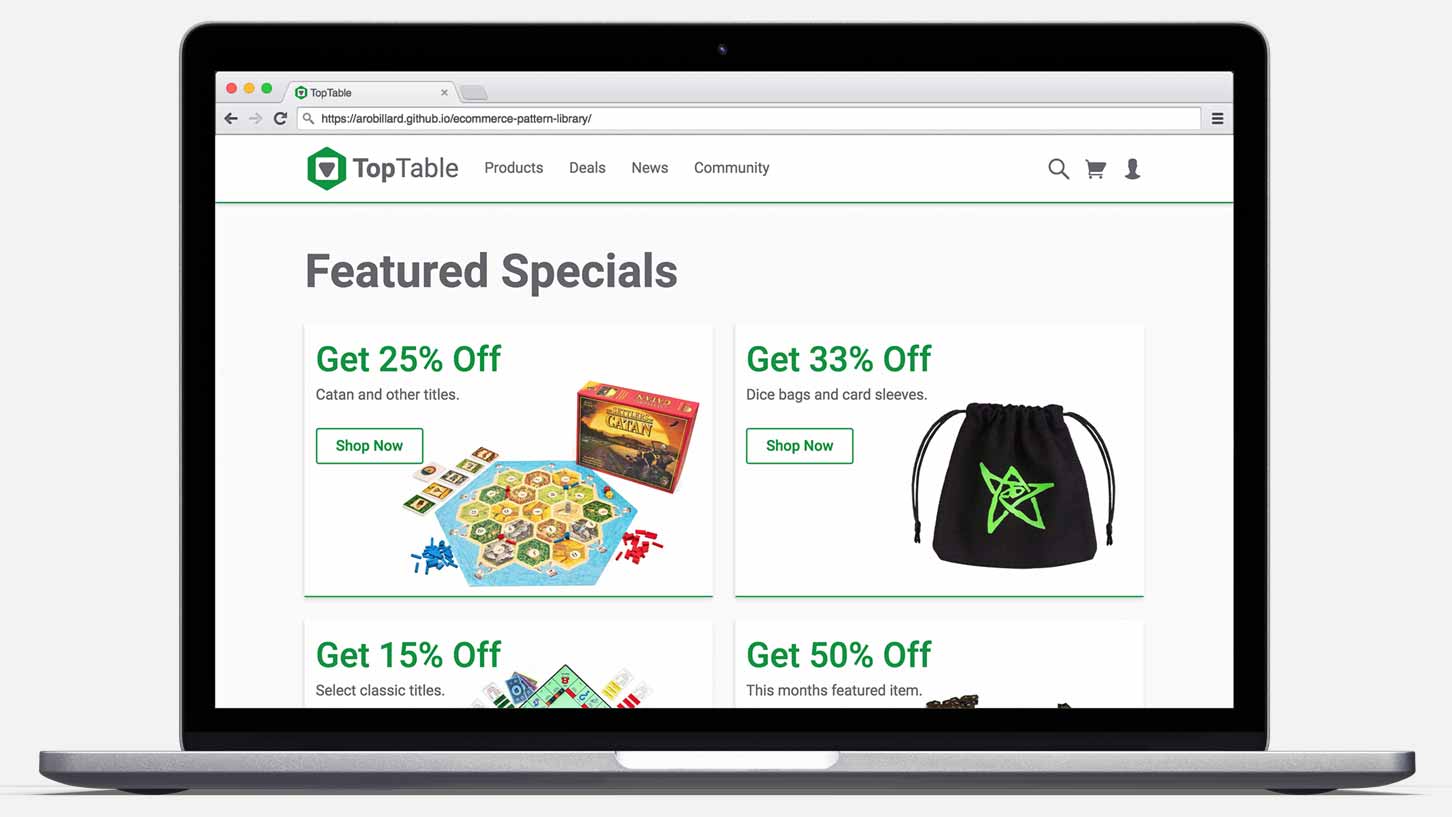 TopTable
https://arobillard.github.io/ecommerce-pattern-library/
TopTable Products Deals News Community
Featured Specials
Get 25% Off
Catan and other titles.
Shop Now
CATAN
CATAN
Get 33% Off
Dice bags and card sleeves.
Shop Now
Get 15% Off
Select classic titles.
Get 50% Off
This months featured item.